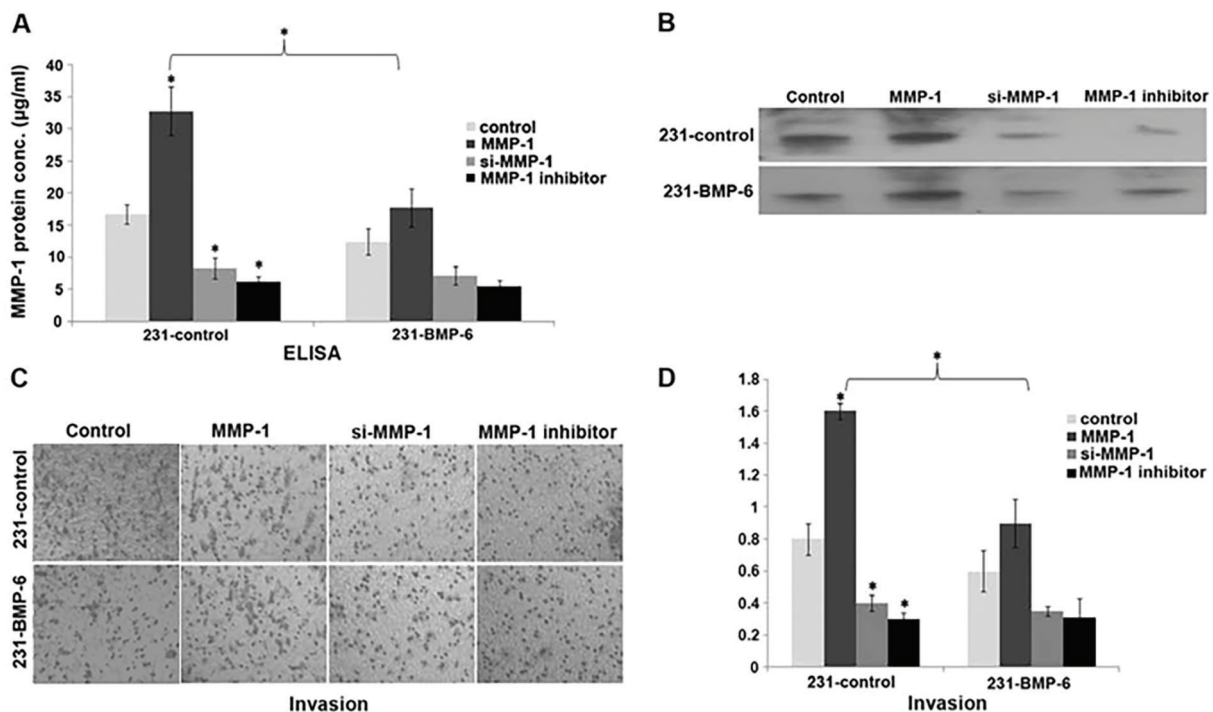 A
*
MMP-1 protein conc. (µg/ml)
40
35
30
25
20
15
10
5
0
*
*
*
control
MMP-1
si-MMP-1
MMP-1 inhibitor
231-control
231-BMP-6
ELISA
B
Control
MMP-1
si-MMP-1
MMP-1 inhibitor
231-control
231-BMP-6
C
Control
MMP-1
si-MMP-1
MMP-1 inhibitor
231-control
231-BMP-6
Invasion
D
*
1.8
1.6
1.4
1.2
1
0.8
0.6
0.4
0.2
0
*
*
*
control
MMP-1
si-MMP-1
MMP-1 inhibitor
231-control
231-BMP-6
Invasion